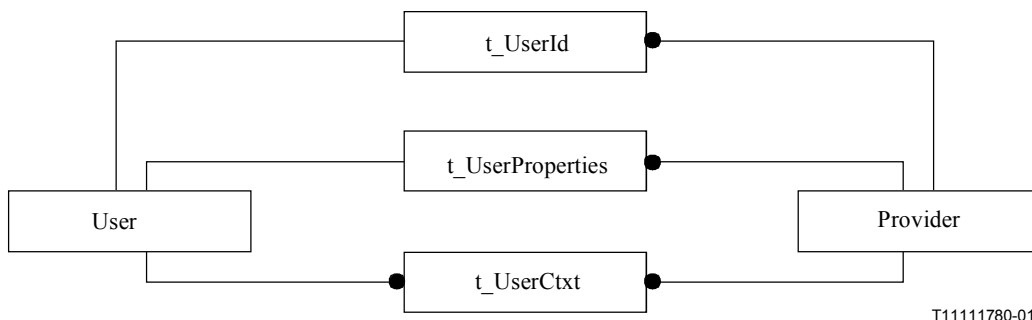 t_UserId
t_UserProperties
User
Provider
t_UserCtxt
T11111780-01